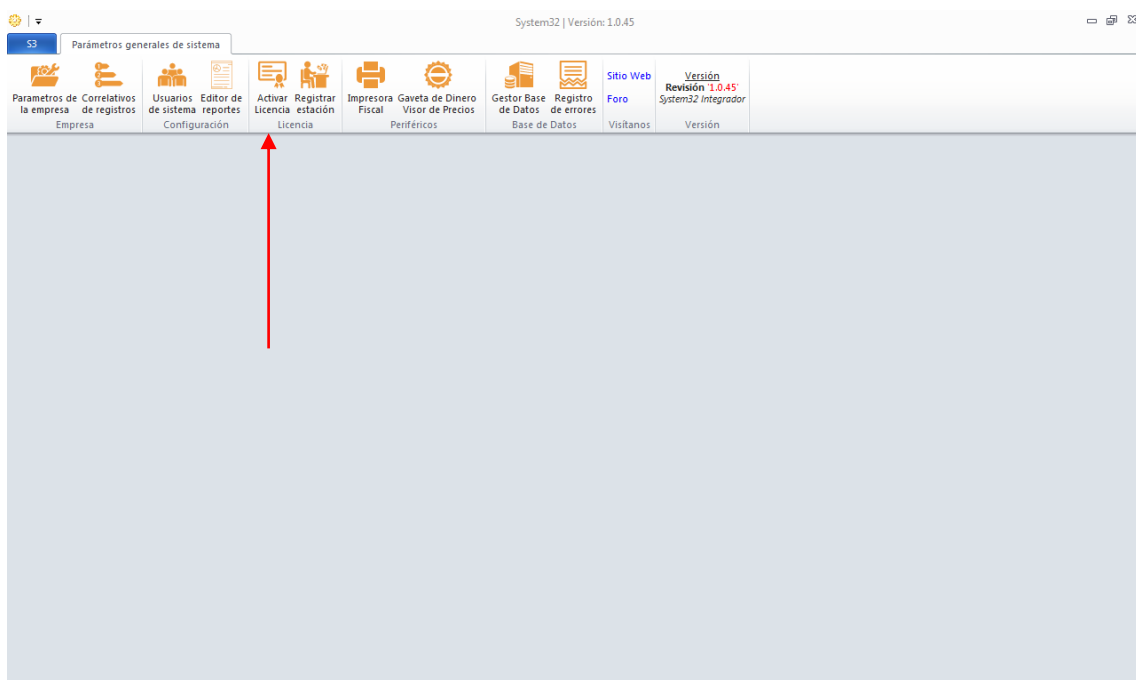 System32 | Versión: 1.0.45
S3 Parámetros generales de sistema
Parametros de la empresa
Correlativos de registros
Empresa
Usuarios de sistema
Editor de reportes
Configuración
Activar Licencia
Registrar estación
Licencia
Impresora Fiscal
Gaveta de Dinero
Visor de Precios
Periféricos
Gestor Base de Datos
Registro de errores
Base de Datos
Sitio Web
Foro
Visítanos
Versión
Revisión '1.0.45'
System32 Integrador
Versión